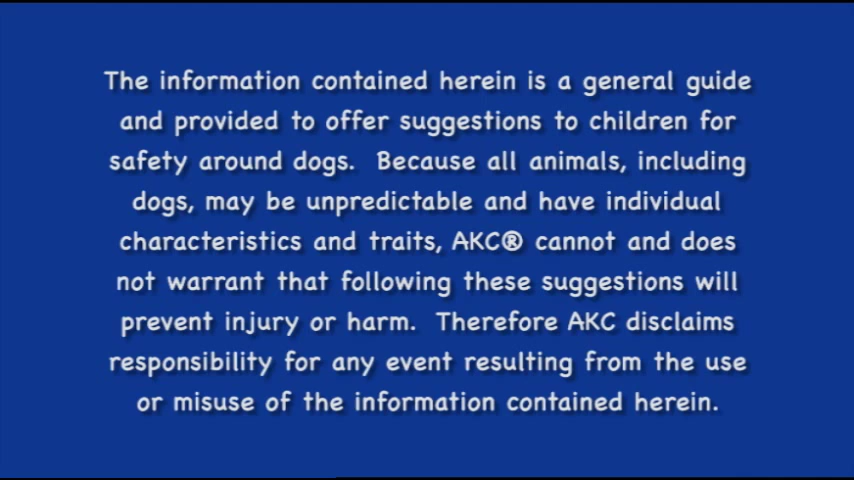 The information contained herein is a general guide
and provided to offer suggestions to children for
safety around dogs.  Because all animals, including
dogs, may be unpredictable and have individual
characteristics and traits, AKC® cannot and does
not warrant that following these suggestions will
prevent injury or harm.  Therefore AKC disclaims
responsibility for any event resulting from the use
or misuse of the information contained herein.